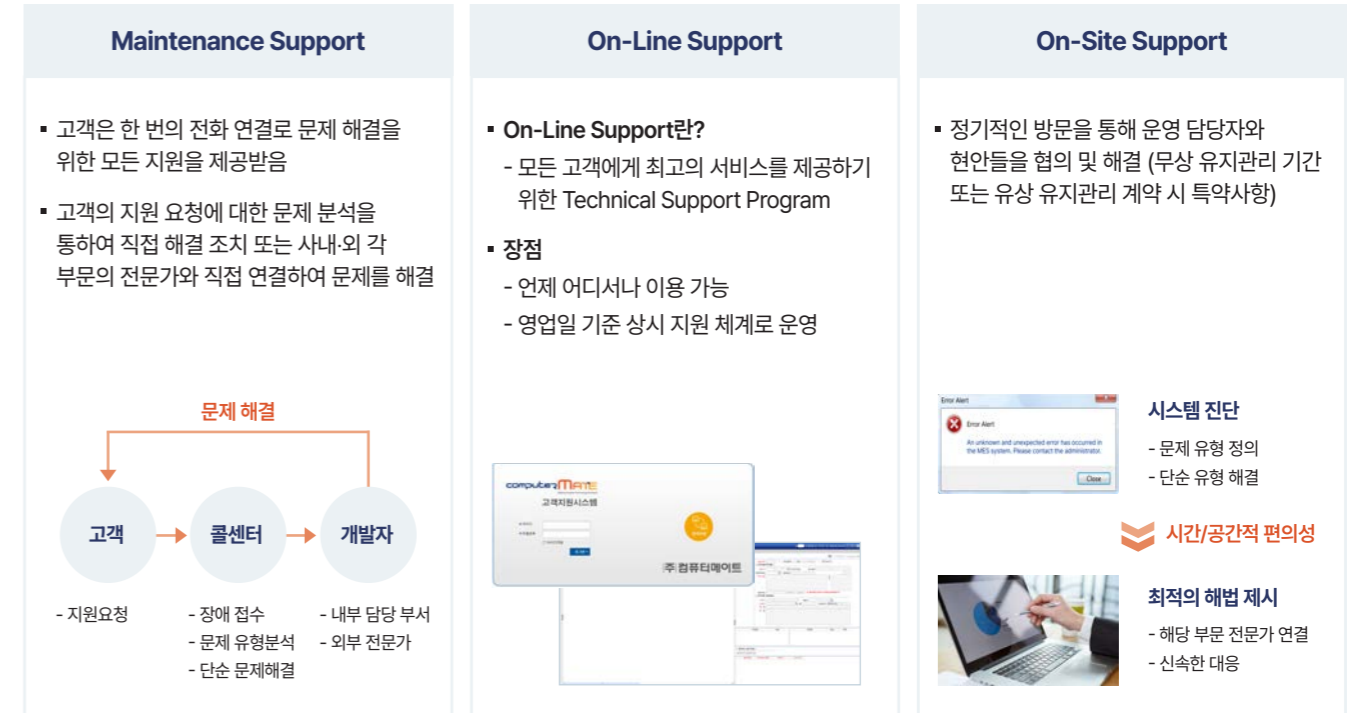 Maintenance Support
▪ 고객은 한 번의 전화 연결로 문제 해결을
위한 모든 지원을 제공받음
▪ 고객의 지원 요청에 대한 문제 분석을
통하여 직접 해결 조치 또는 사내·외 각
부문의 전문가와 직접 연결하여 문제를 해결
문제 해결
고객
콜센터
개발자
- 지원요청
- 장애 접수
- 문제 유형분석
- 단순 문제해결
- 내부 담당 부서
- 외부 전문가
On-Line Support
▪ On-Line Support란?
- 모든 고객에게 최고의 서비스를 제공하기
위한 Technical Support Program
▪ 장점
- 언제 어디서나 이용 가능
- 영업일 기준 상시 지원 체계로 운영
computer MATE
고객지원시스템
㈜컴퓨터메이트
On-Site Support
▪ 정기적인 방문을 통해 운영 담당자와
현안들을 협의 및 해결 (무상 유지관리 기간
또는 유상 유지관리 계약 시 특약사항)
Error Alert
Error Alert
An unknown and unexpected error has occurred in
the MES system. Please contact the administrator.
Close
시스템 진단
- 문제 유형 정의
- 단순 유형 해결
시간/공간적 편의성
최적의 해법 제시
- 해당 부문 전문가 연결
- 신속한 대응